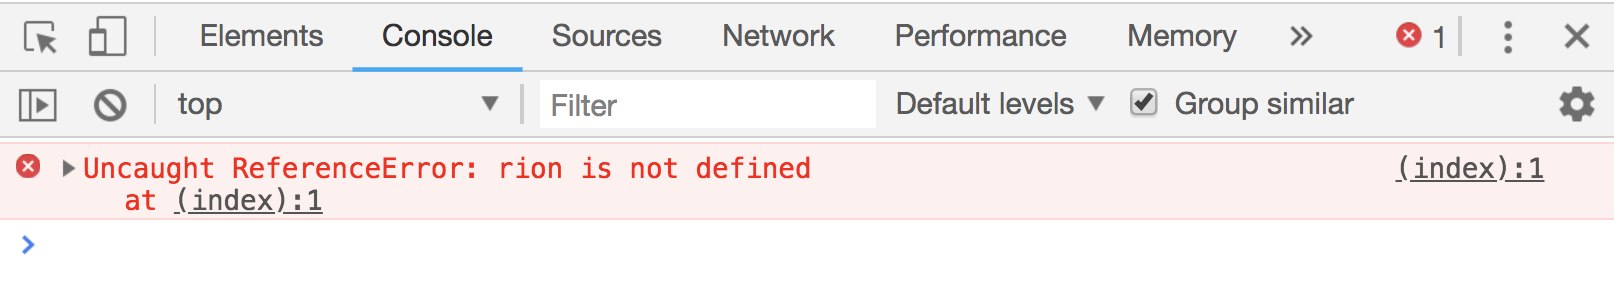 Elements Console Sources Network Performance Memory » 1
top Filter Default levels Group similar
Uncaught ReferenceError: rion is not defined (index):1
at (index):1